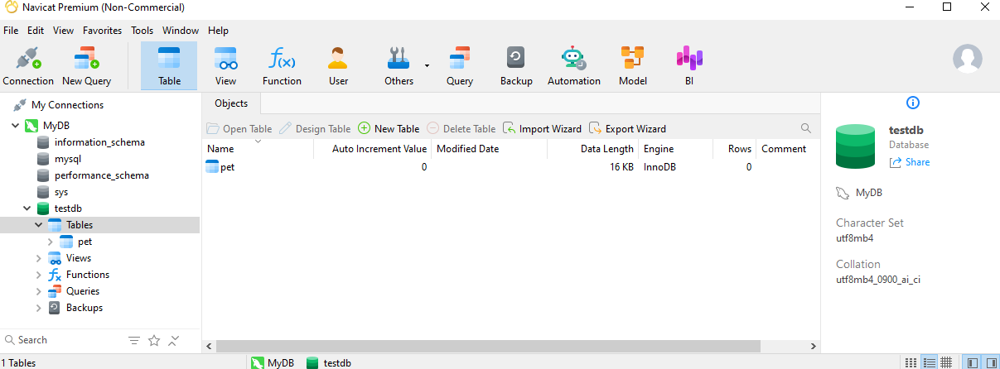 Navicat Premium (Non-Commercial)
File Edit View Favorites Tools Window Help
Connection New Query Table View Function User Others Query Backup Automation Model BI
My Connections
MyDB
information_schema
mysql
performance_schema
sys
testdb
Tables
pet
Views
Functions
Queries
Backups
Search
Objects
Open Table Design Table New Table Delete Table Import Wizard Export Wizard
Name Auto Increment Value Modified Date Data Length Engine Rows Comment
pet 0 16 KB InnoDB 0
testdb
Database
Share
MyDB
Character Set
utf8mb4
Collation
utf8mb4_0900_ai_ci
1 Tables MyDB testdb